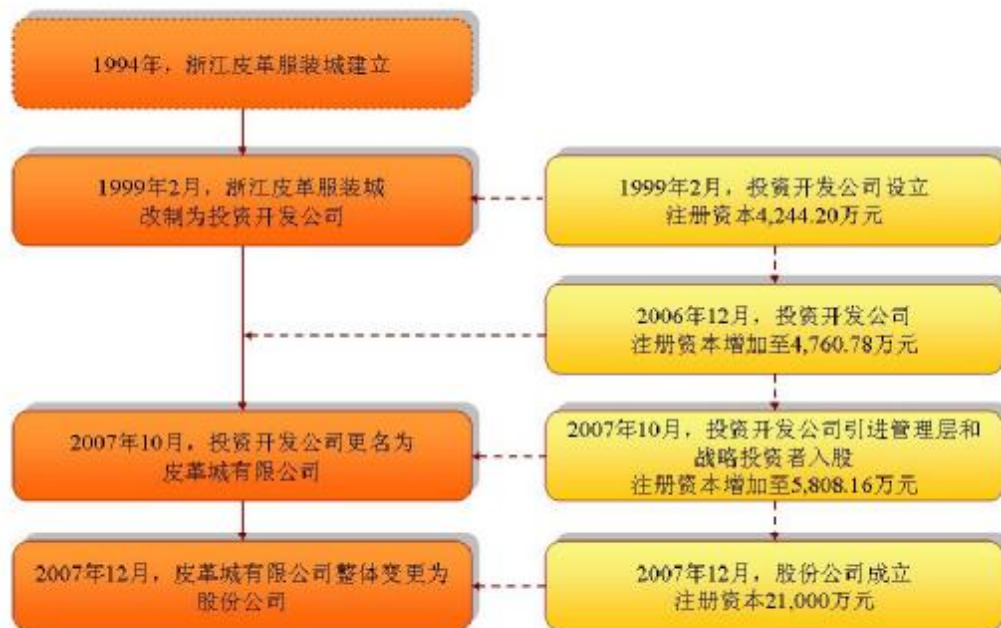 1994年，浙江皮革服装城建立
1999年2月，浙江皮革服装城
改制为投资开发公司
1999年2月，投资开发公司设立
注册资本4,244.20万元
2006年12月，投资开发公司
注册资本增加至4,760.78万元
2007年10月，投资开发公司更名为
皮革城有限公司
2007年10月，投资开发公司引进管理层和
战略投资者入股
注册资本增加至5,808.16万元
2007年12月，皮革城有限公司整体变更为
股份公司
2007年12月，股份公司成立
注册资本21,000万元